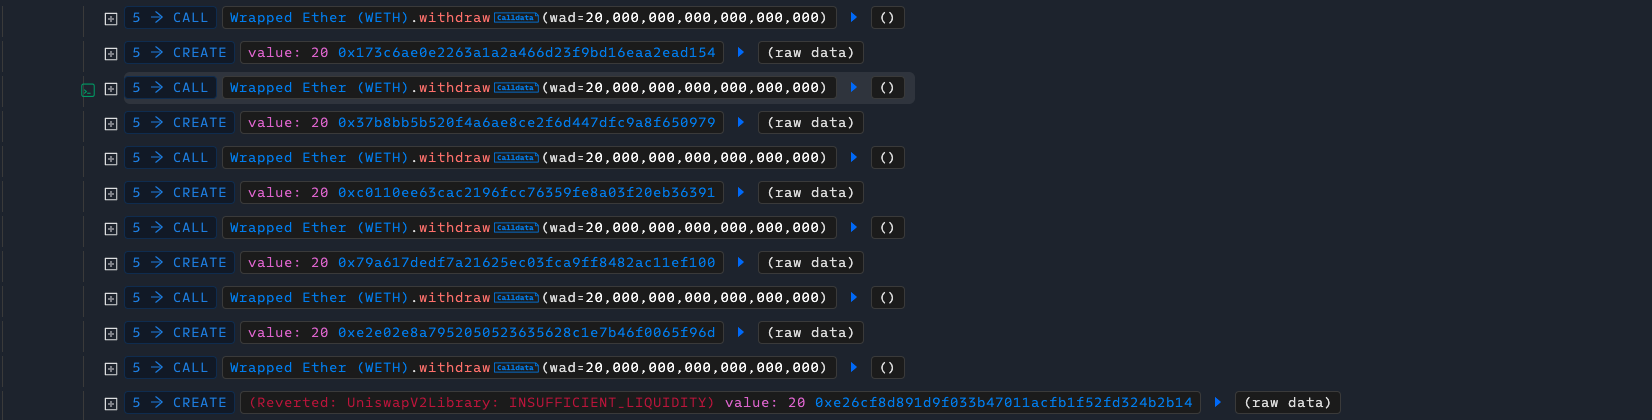 5 → CALL Wrapped Ether (WETH).withdraw Calldata (wad=20,000,000,000,000,000,000) ()
5 → CREATE value: 20 0x173c6ae0e2263a1a2a466d23f9bd16eaa2ead154 (raw data)
5 → CALL Wrapped Ether (WETH).withdraw Calldata (wad=20,000,000,000,000,000,000) ()
5 → CREATE value: 20 0x37b8bb5b520f4a6ae8ce2f6d447dfc9a8f650979 (raw data)
5 → CALL Wrapped Ether (WETH).withdraw Calldata (wad=20,000,000,000,000,000,000) ()
5 → CREATE value: 20 0xc0110ee63cac2196fcc76359fe8a03f20eb36391 (raw data)
5 → CALL Wrapped Ether (WETH).withdraw Calldata (wad=20,000,000,000,000,000,000) ()
5 → CREATE value: 20 0x79a617dedf7a21625ec03fca9ff8482ac11ef100 (raw data)
5 → CALL Wrapped Ether (WETH).withdraw Calldata (wad=20,000,000,000,000,000,000) ()
5 → CREATE value: 20 0xe2e02e8a7952050523635628c1e7b46f0065f96d (raw data)
5 → CALL Wrapped Ether (WETH).withdraw Calldata (wad=20,000,000,000,000,000,000) ()
5 → CREATE (Reverted: UniswapV2Library: INSUFFICIENT_LIQUIDITY) value: 20 0xe26cf8d891d9f033b47011acfb1f52fd324b2b14 (raw data)